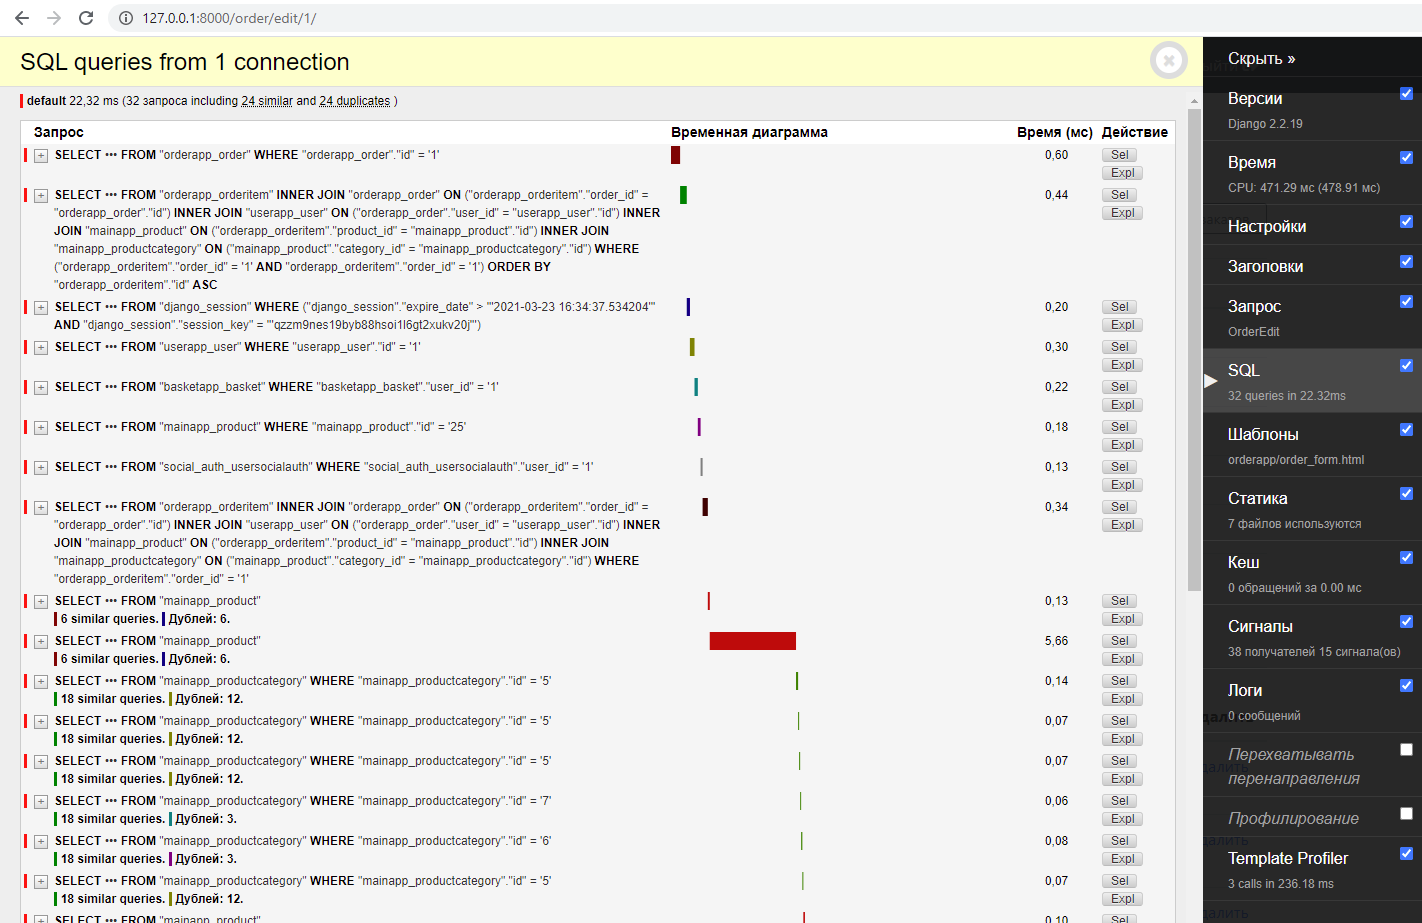 127.0.0.1:8000/order/edit/1/
SQL queries from 1 connection
default 22,32 ms (32 запроса including 24 similar and 24 duplicates )
Запрос Временная диаграмма Время (мс) Действие
+ SELECT ••• FROM "orderapp_order" WHERE "orderapp_order"."id" = '1' 0,60 Sel
Expl
+ SELECT ••• FROM "orderapp_orderitem" INNER JOIN "orderapp_order" ON ("orderapp_orderitem"."order_id" = 0,44 Sel
"orderapp_order"."id") INNER JOIN "userapp_user" ON ("orderapp_order"."user_id" = "userapp_user"."id") INNER Expl
JOIN "mainapp_product" ON ("orderapp_orderitem"."product_id" = "mainapp_product"."id") INNER JOIN
"mainapp_productcategory" ON ("mainapp_product"."category_id" = "mainapp_productcategory"."id") WHERE
("orderapp_orderitem"."order_id" = '1' AND "orderapp_orderitem"."order_id" = '1') ORDER BY
"orderapp_orderitem"."id" ASC
+ SELECT ••• FROM "django_session" WHERE ("django_session"."expire_date" > '"2021-03-23 16:34:37.534204"' 0,20 Sel
AND "django_session"."session_key" = '"qzzm9nes19byb88hsoi1l6gt2xukv20j"') Expl
+ SELECT ••• FROM "userapp_user" WHERE "userapp_user"."id" = '1' 0,30 Sel
Expl
+ SELECT ••• FROM "basketapp_basket" WHERE "basketapp_basket"."user_id" = '1' 0,22 Sel
Expl
+ SELECT ••• FROM "mainapp_product" WHERE "mainapp_product"."id" = '25' 0,18 Sel
Expl
+ SELECT ••• FROM "social_auth_usersocialauth" WHERE "social_auth_usersocialauth"."user_id" = '1' 0,13 Sel
Expl
+ SELECT ••• FROM "orderapp_orderitem" INNER JOIN "orderapp_order" ON ("orderapp_orderitem"."order_id" = 0,34 Sel
"orderapp_order"."id") INNER JOIN "userapp_user" ON ("orderapp_order"."user_id" = "userapp_user"."id") INNER Expl
JOIN "mainapp_product" ON ("orderapp_orderitem"."product_id" = "mainapp_product"."id") INNER JOIN
"mainapp_productcategory" ON ("mainapp_product"."category_id" = "mainapp_productcategory"."id") WHERE
"orderapp_orderitem"."order_id" = '1'
+ SELECT ••• FROM "mainapp_product" 0,13 Sel
6 similar queries. Дублей: 6. Expl
+ SELECT ••• FROM "mainapp_product" 5,66 Sel
6 similar queries. Дублей: 6. Expl
+ SELECT ••• FROM "mainapp_productcategory" WHERE "mainapp_productcategory"."id" = '5' 0,14 Sel
18 similar queries. Дублей: 12. Expl
+ SELECT ••• FROM "mainapp_productcategory" WHERE "mainapp_productcategory"."id" = '5' 0,07 Sel
18 similar queries. Дублей: 12. Expl
+ SELECT ••• FROM "mainapp_productcategory" WHERE "mainapp_productcategory"."id" = '5' 0,07 Sel
18 similar queries. Дублей: 12. Expl
+ SELECT ••• FROM "mainapp_productcategory" WHERE "mainapp_productcategory"."id" = '7' 0,06 Sel
18 similar queries. Дублей: 3. Expl
+ SELECT ••• FROM "mainapp_productcategory" WHERE "mainapp_productcategory"."id" = '6' 0,08 Sel
18 similar queries. Дублей: 3. Expl
+ SELECT ••• FROM "mainapp_productcategory" WHERE "mainapp_productcategory"."id" = '5' 0,07 Sel
18 similar queries. Дублей: 12. Expl
+ SELECT ••• FROM "mainapp_product" 0,10 Sel
Скрыть »
Версии
Django 2.2.19
Время
CPU: 471.29 мс (478.91 мс)
Настройки
Заголовки
Запрос
OrderEdit
SQL
32 queries in 22.32ms
Шаблоны
orderapp/order_form.html
Статика
7 файлов используются
Кеш
0 обращений за 0.00 мс
Сигналы
38 получателей 15 сигнала(ов)
Логи
0 сообщений
Перехватывать
перенаправления
Профилирование
Template Profiler
3 calls in 236.18 ms